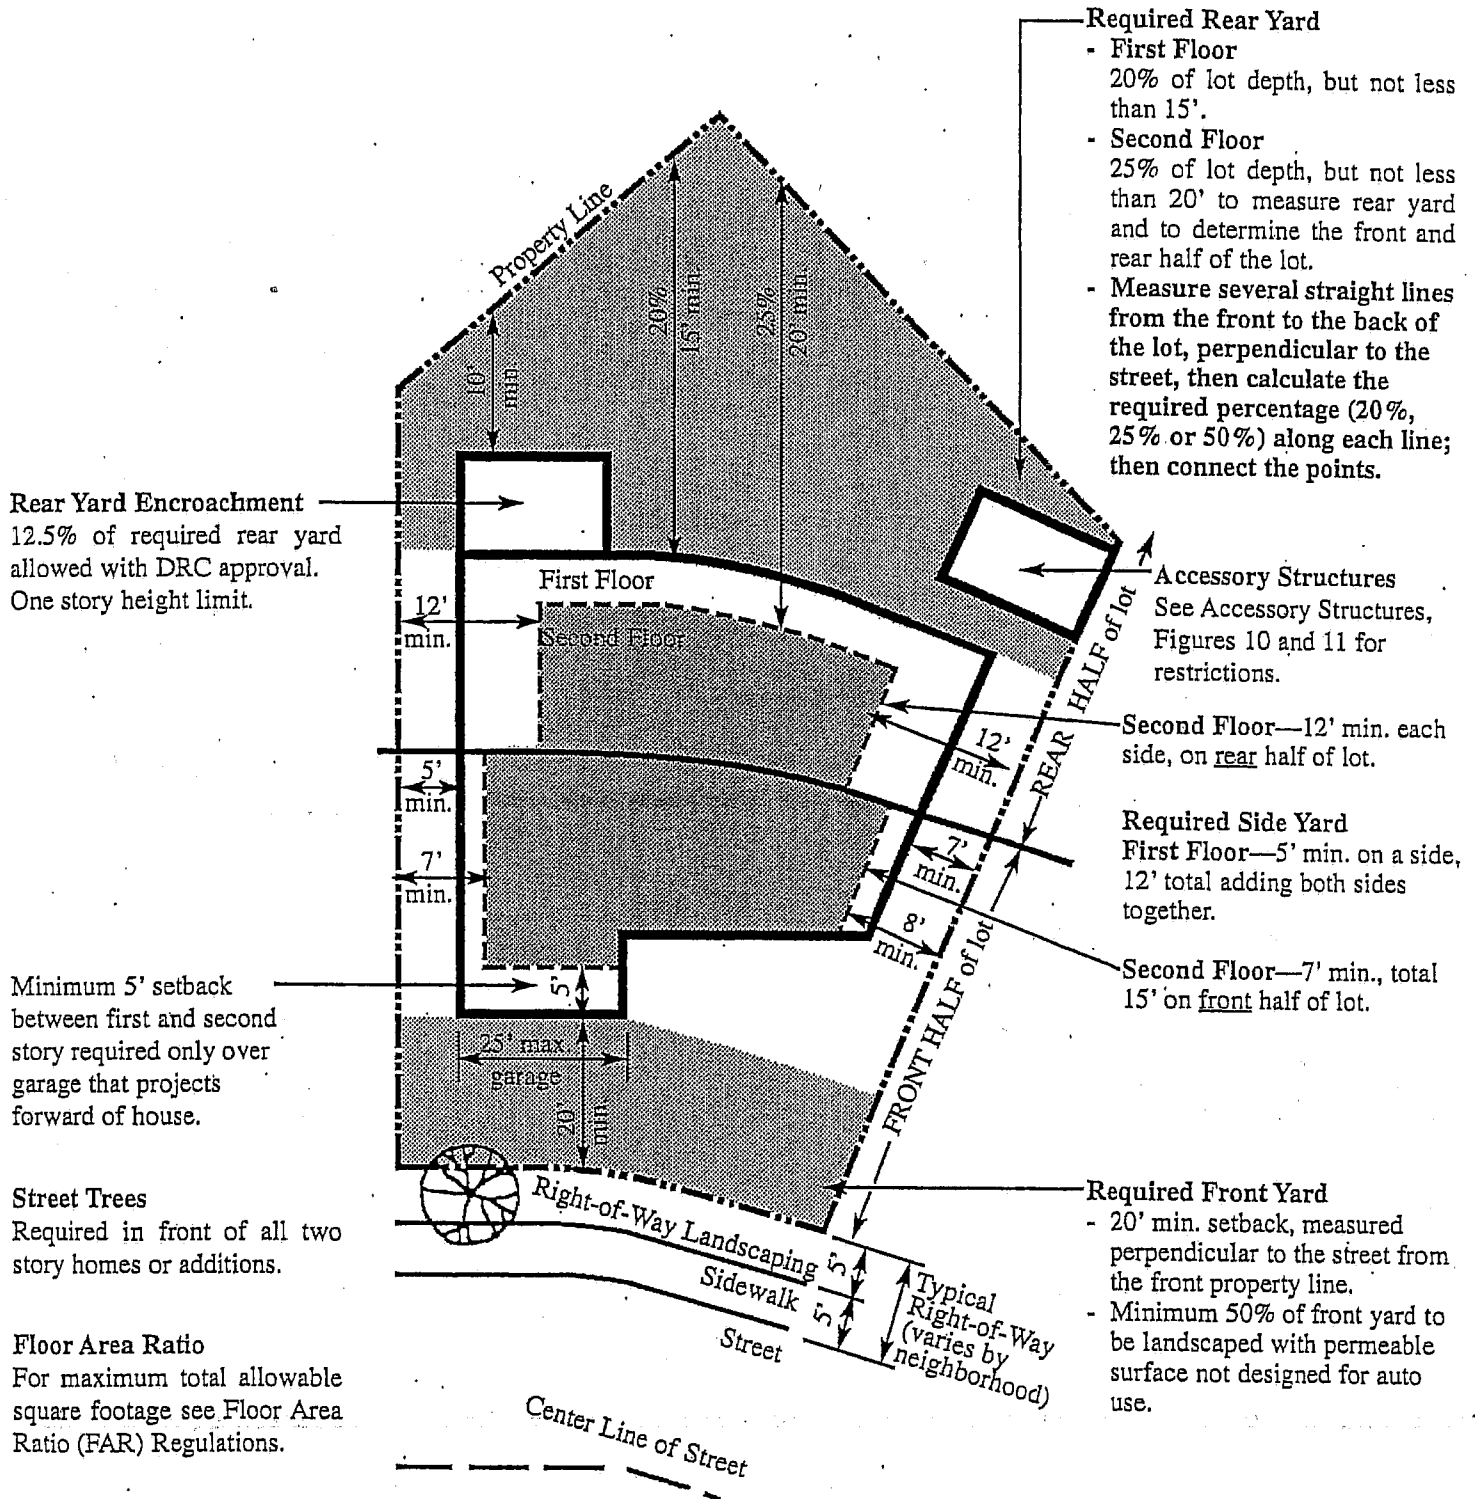 Required Rear Yard
- First Floor
20% of lot depth, but not less
than 15'.
- Second Floor
25% of lot depth, but not less
than 20' to measure rear yard
and to determine the front and
rear half of the lot.
- Measure several straight lines
from the front to the back of
the lot, perpendicular to the
street, then calculate the
required percentage (20%,
25% or 50%) along each line;
then connect the points.
Property Line
10'
min.
20%
15' min.
25%
20' min.
Rear Yard Encroachment
12.5% of required rear yard
allowed with DRC approval.
One story height limit.
First Floor
Second Floor
12'
min.
Accessory Structures
See Accessory Structures,
Figures 10 and 11 for
restrictions.
REAR HALF of lot
Second Floor—12' min. each
side, on rear half of lot.
12'
min.
5'
min.
7'
min.
7'
min.
8'
min.
Required Side Yard
First Floor—5' min. on a side,
12' total adding both sides
together.
Second Floor—7' min., total
15' on front half of lot.
FRONT HALF of lot
Minimum 5' setback
between first and second
story required only over
garage that projects
forward of house.
5'
25' max
garage
20'
min.
Street Trees
Required in front of all two
story homes or additions.
Floor Area Ratio
For maximum total allowable
square footage see Floor Area
Ratio (FAR) Regulations.
Right-of-Way Landscaping
Sidewalk
Street
5'
5'
Typical
Right-of-Way
(varies by
neighborhood)
Center Line of Street
Required Front Yard
- 20' min. setback, measured
perpendicular to the street from
the front property line.
- Minimum 50% of front yard to
be landscaped with permeable
surface not designed for auto
use.